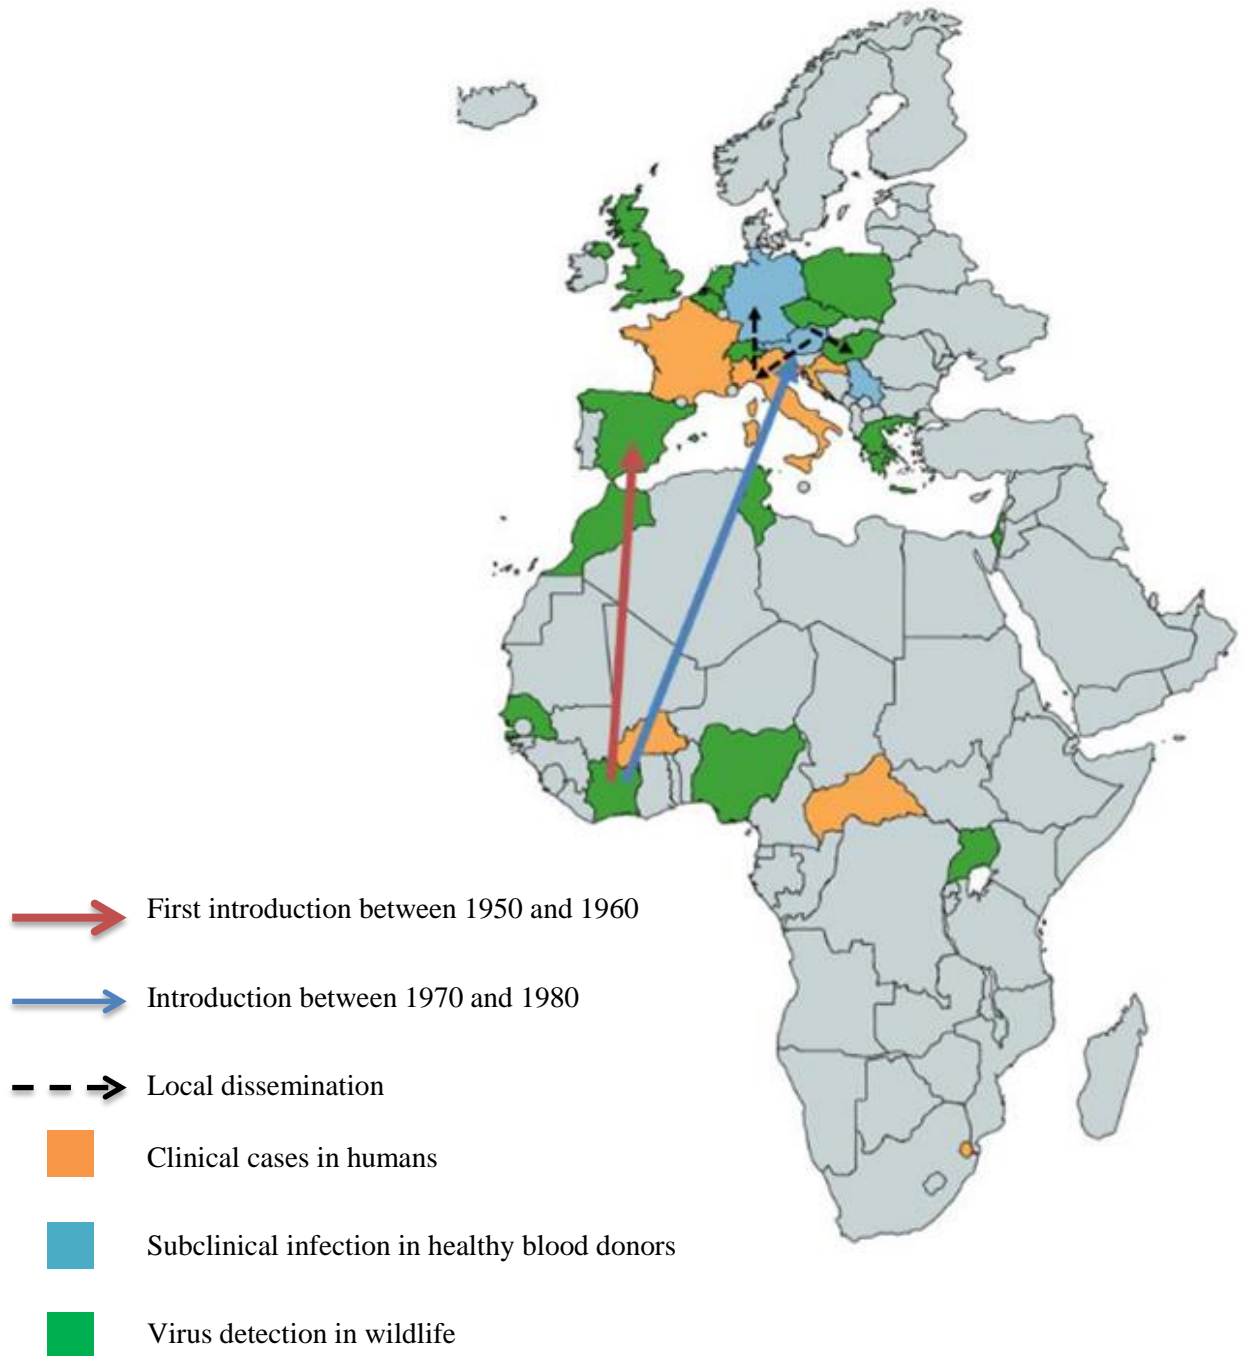 First introduction between 1950 and 1960
Introduction between 1970 and 1980
Local dissemination
Clinical cases in humans
Subclinical infection in healthy blood donors
Virus detection in wildlife